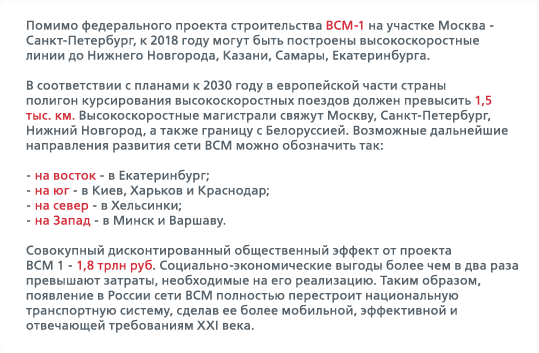 Помимо федерального проекта строительства ВСМ-1 на участке Москва -
Санкт-Петербург, к 2018 году могут быть построены высокоскоростные
линии до Нижнего Новгорода, Казани, Самары, Екатеринбурга.
В соответствии с планами к 2030 году в европейской части страны
полигон курсирования высокоскоростных поездов должен превысить 1,5
тыс. км. Высокоскоростные магистрали свяжут Москву, Санкт-Петербург,
Нижний Новгород, а также границу с Белоруссией. Возможные дальнейшие
направления развития сети ВСМ можно обозначить так:
- на восток - в Екатеринбург;
- на юг - в Киев, Харьков и Краснодар;
- на север - в Хельсинки;
- на Запад - в Минск и Варшаву.
Совокупный дисконтированный общественный эффект от проекта
ВСМ 1 - 1,8 трлн руб. Социально-экономические выгоды более чем в два раза
превышают затраты, необходимые на его реализацию. Таким образом,
появление в России сети ВСМ полностью перестроит национальную
транспортную систему, сделав ее более мобильной, эффективной и
отвечающей требованиям XXI века.